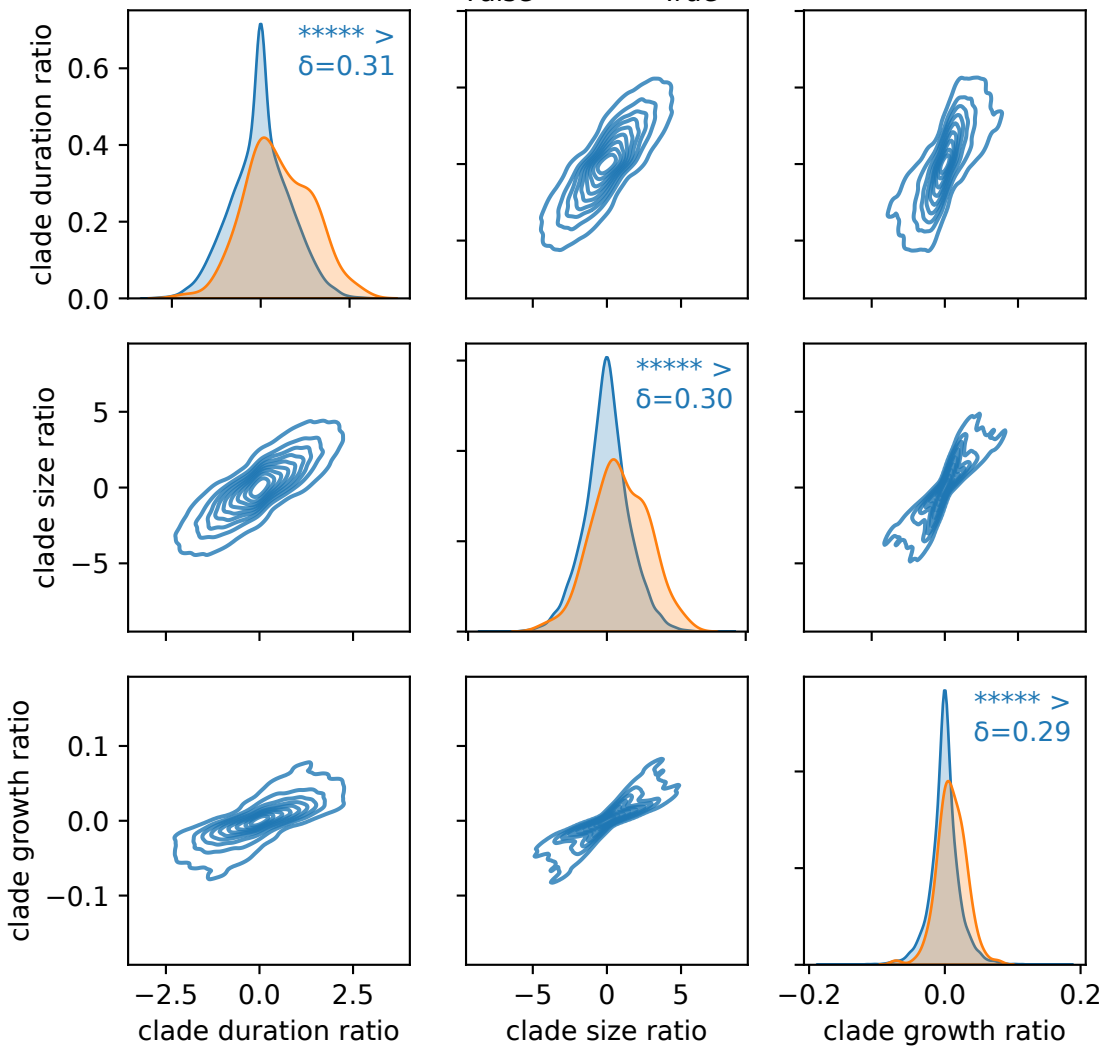 ***** >
δ=0.31
clade duration ratio
0.6
0.4
0.2
0.0
***** >
δ=0.30
clade size ratio
5
0
−5
***** >
δ=0.29
clade growth ratio
0.1
0.0
−0.1
−2.5 0.0 2.5 −5 0 5 −0.2 0.0 0.2
clade duration ratio clade size ratio clade growth ratio